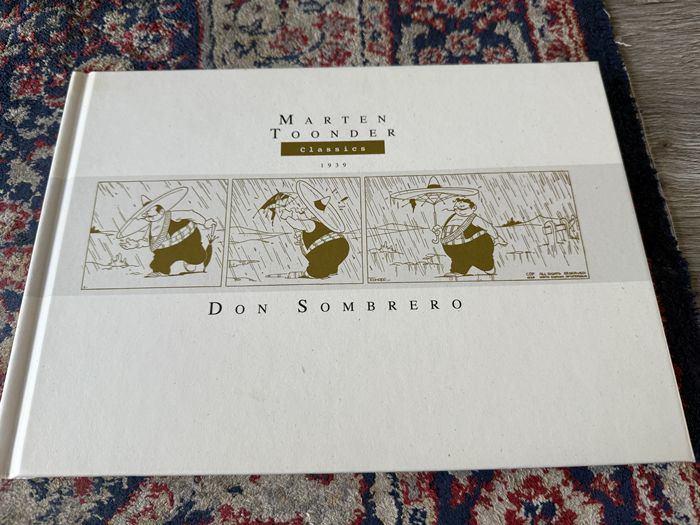 MARTEN
TOONDER
Classics
1939
DON SOMBRERO